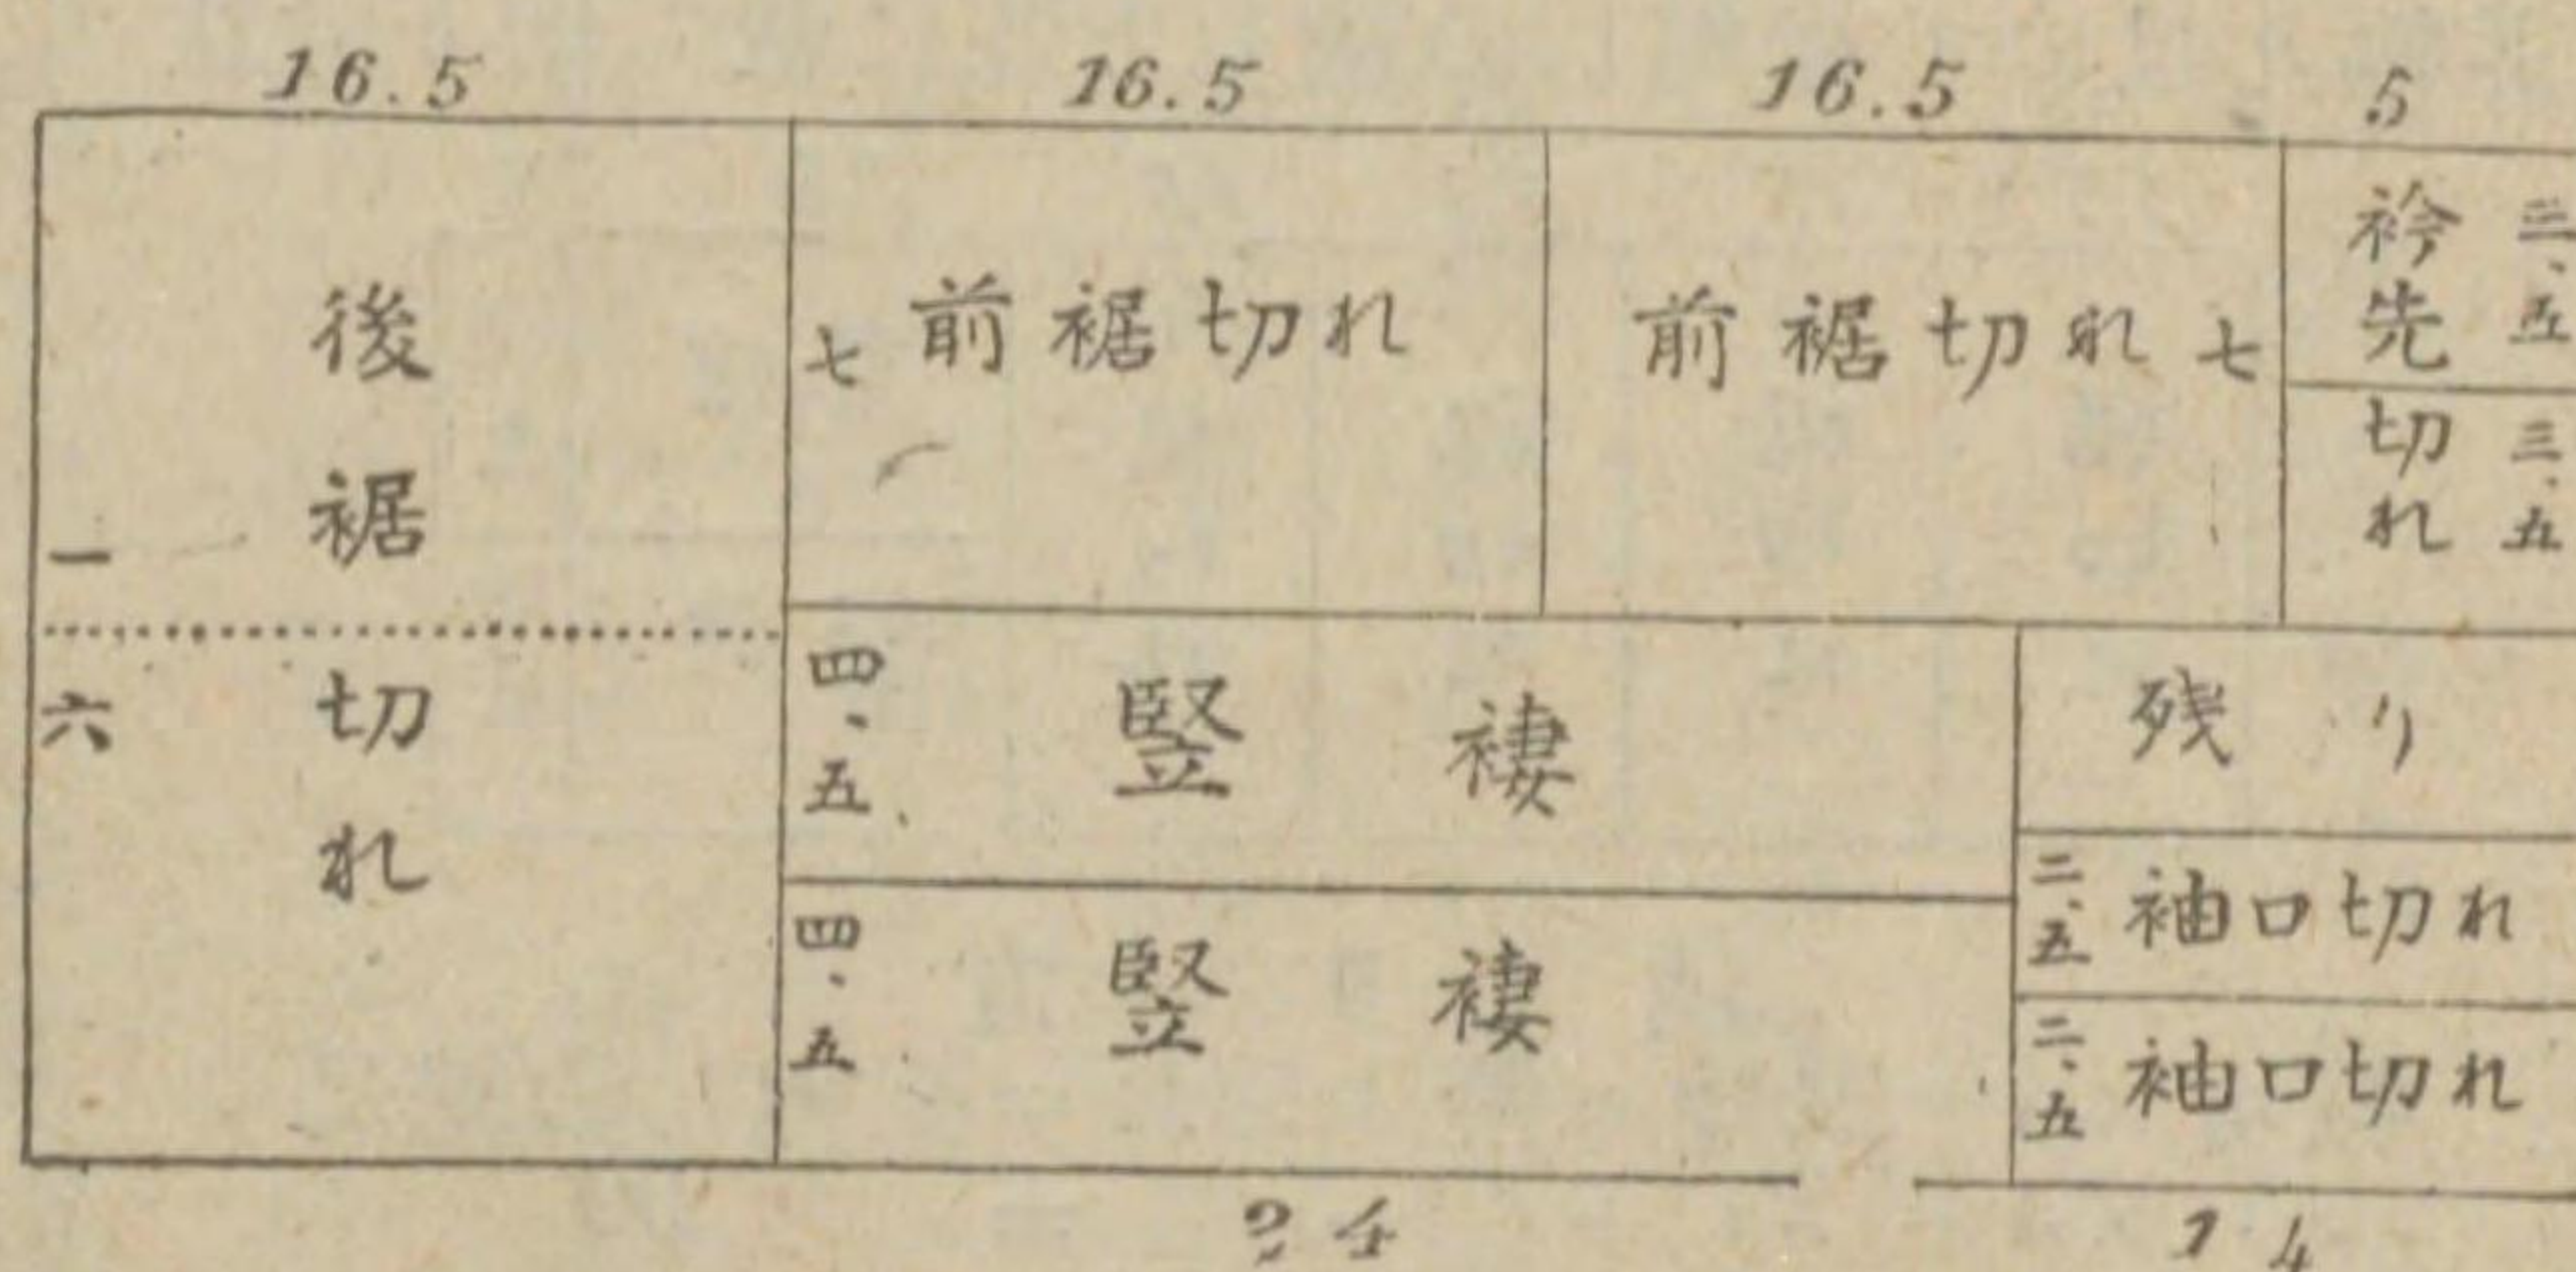 16.5 16.5 16.5 5
後裾切れ
一六
七 前裾切れ
前裾切れ 七
衿先切れ
三、五
三、五
四、五 竪褄
四、五 竪褄
残り
二、五 袖口切れ
二、五 袖口切れ
24 14